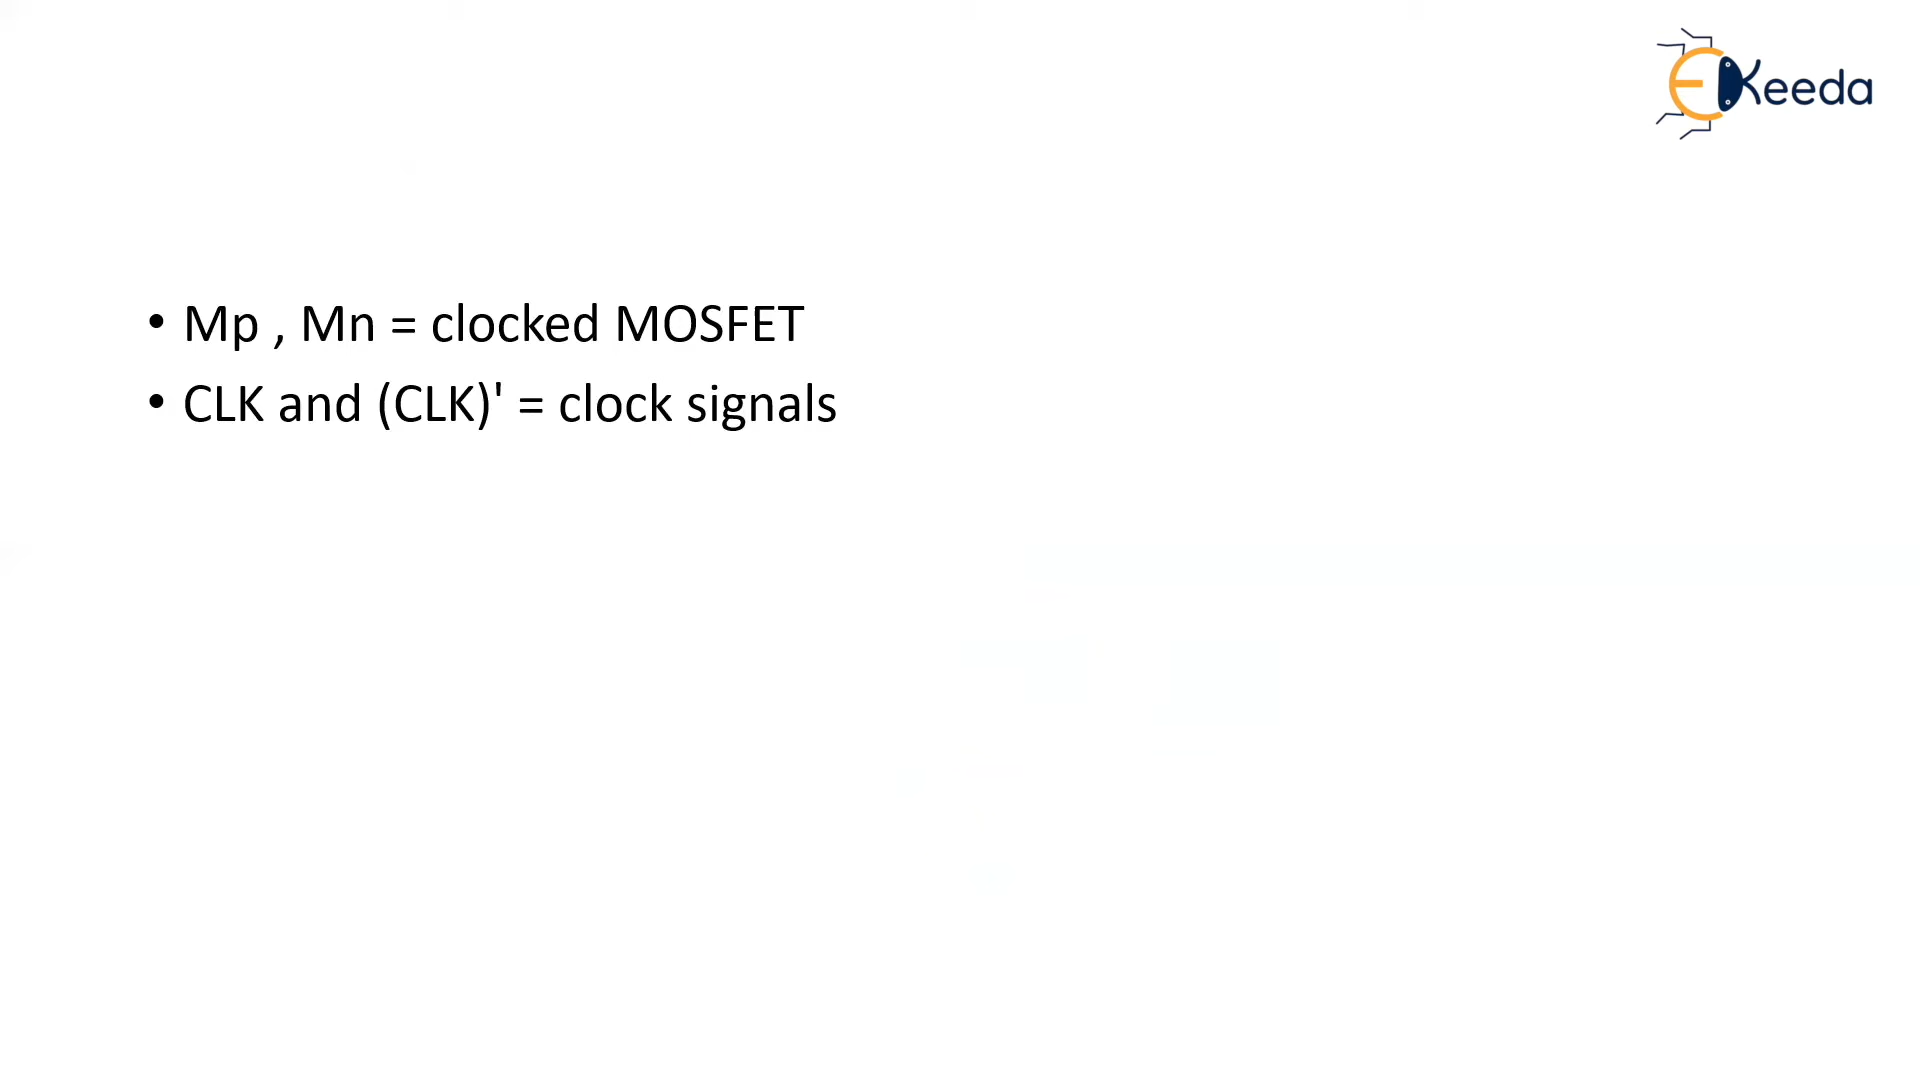 EKeeda
• Mp , Mn = clocked MOSFET
• CLK and (CLK)' = clock signals